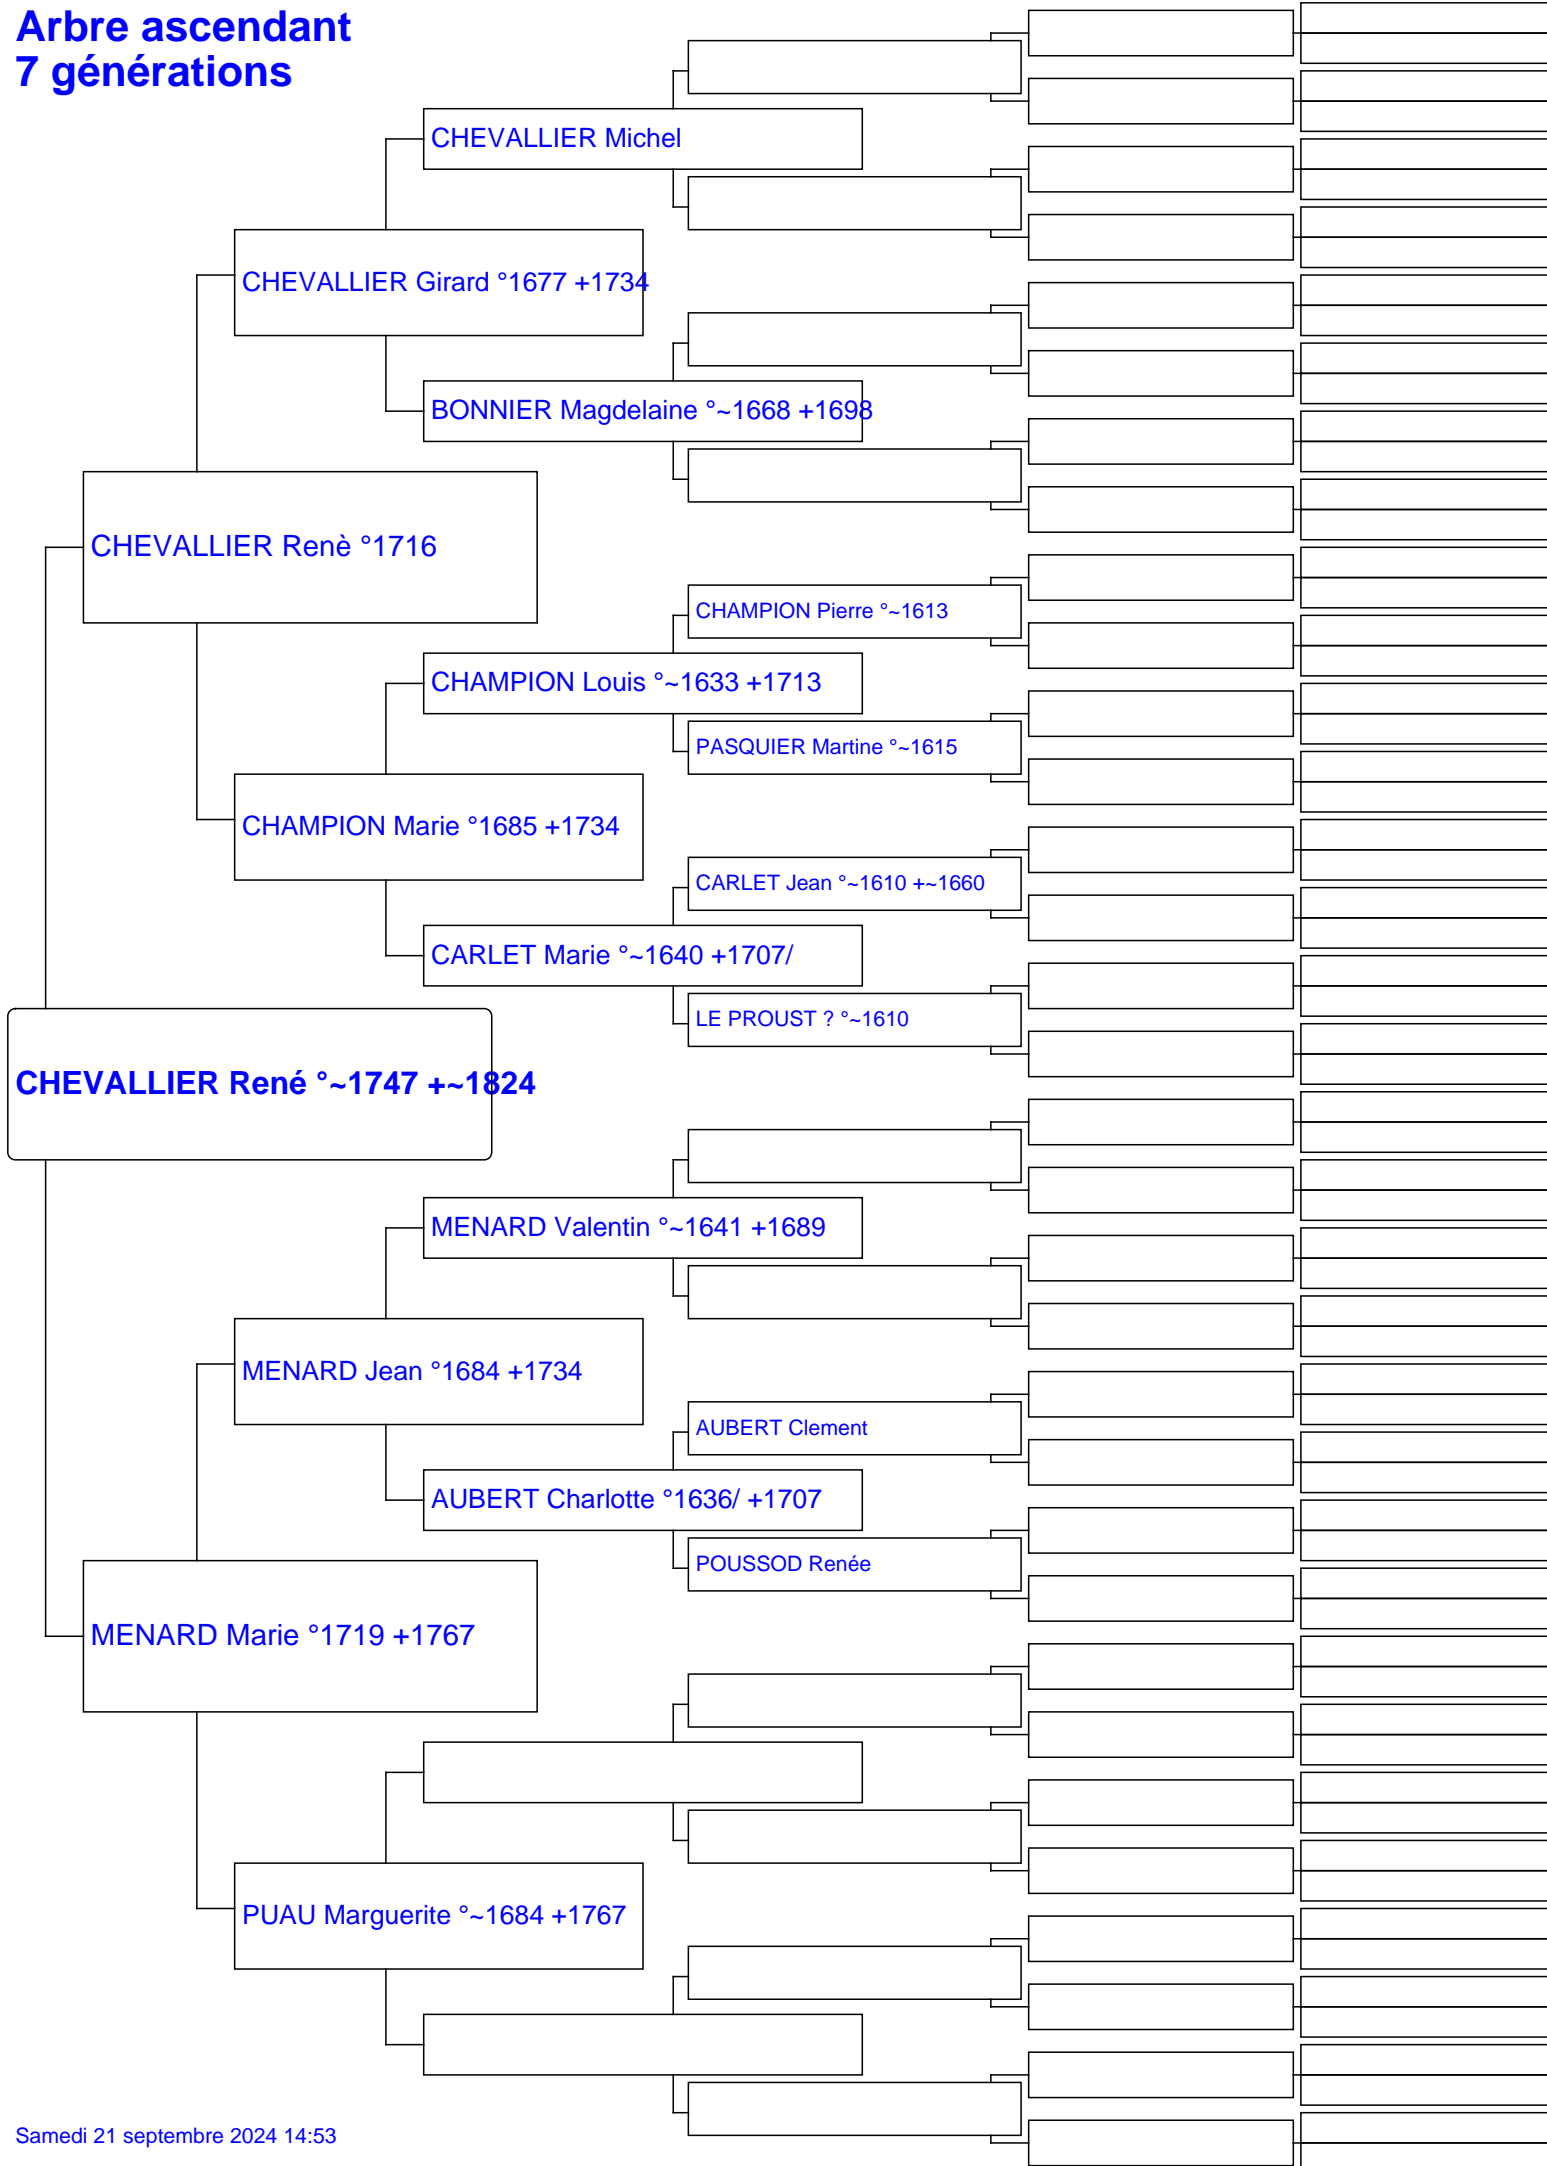 Arbre ascendant
7 générations
CHEVALLIER Michel
CHEVALLIER Girard °1677 +1734
BONNIER Magdelaine °~1668 +1698
CHEVALLIER Renè °1716
CHAMPION Pierre °~1613
CHAMPION Louis °~1633 +1713
PASQUIER Martine °~1615
CHAMPION Marie °1685 +1734
CARLET Jean °~1610 +~1660
CARLET Marie °~1640 +1707/
LE PROUST ? °~1610
CHEVALLIER René °~1747 +~1824
MENARD Valentin °~1641 +1689
MENARD Jean °1684 +1734
AUBERT Clement
AUBERT Charlotte °1636/ +1707
POUSSOD Renée
MENARD Marie °1719 +1767
PUAU Marguerite °~1684 +1767
Samedi 21 septembre 2024 14:53